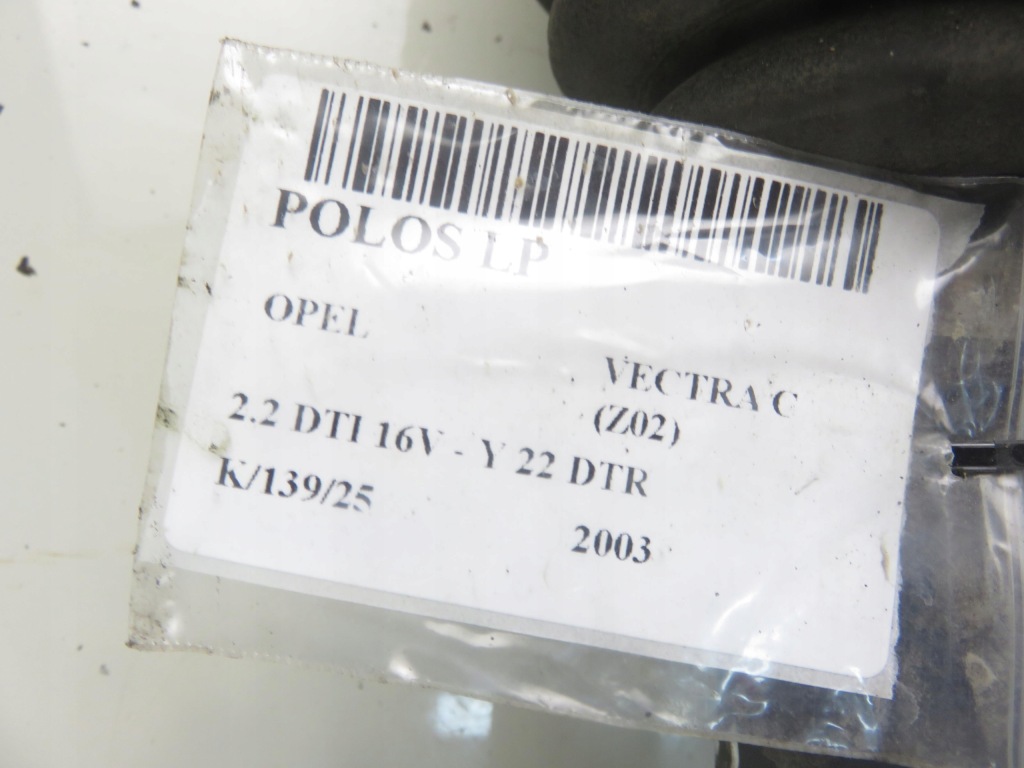 POLOS LP
OPEL
VECTRA C
(Z02)
2.2 DTI 16V - Y 22 DTR
K/139/25
2003